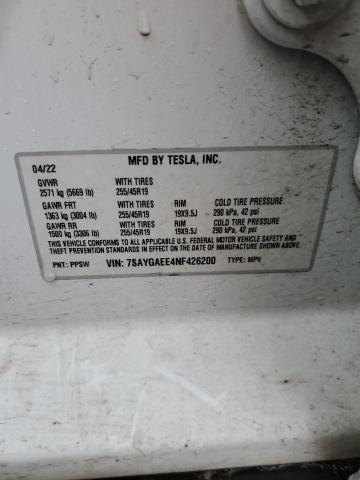 MFD BY TESLA, INC.
04/22
GVWR WITH TIRES
2571 kg (5669 lb) 255/45R19
GAWR FRT WITH TIRES RIM COLD TIRE PRESSURE
1363 kg (3004 lb) 255/45R19 19X9.5J 290 kPa, 42 psi
GAWR RR WITH TIRES RIM COLD TIRE PRESSURE
1500 kg (3306 lb) 255/45R19 19X9.5J 290 kPa, 42 psi
THIS VEHICLE CONFORMS TO ALL APPLICABLE U.S. FEDERAL MOTOR VEHICLE SAFETY AND
THEFT PREVENTION STANDARDS IN EFFECT ON THE DATE OF MANUFACTURE SHOWN ABOVE.
PNT: PPSW VIN: 7SAYGAEE4NF426200 TYPE: MPV